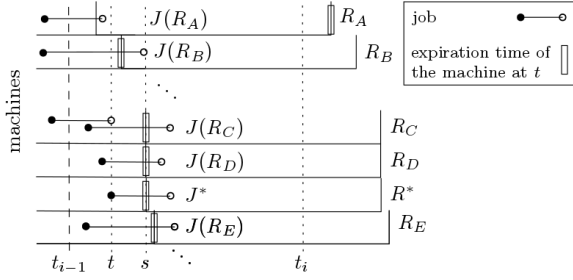 J(R_A) R_A
J(R_B) R_B
machines
J(R_C) R_C
J(R_D) R_D
J* R*
J(R_E) R_E
t_{i−1} t s t_i
job
expiration time of
the machine at t